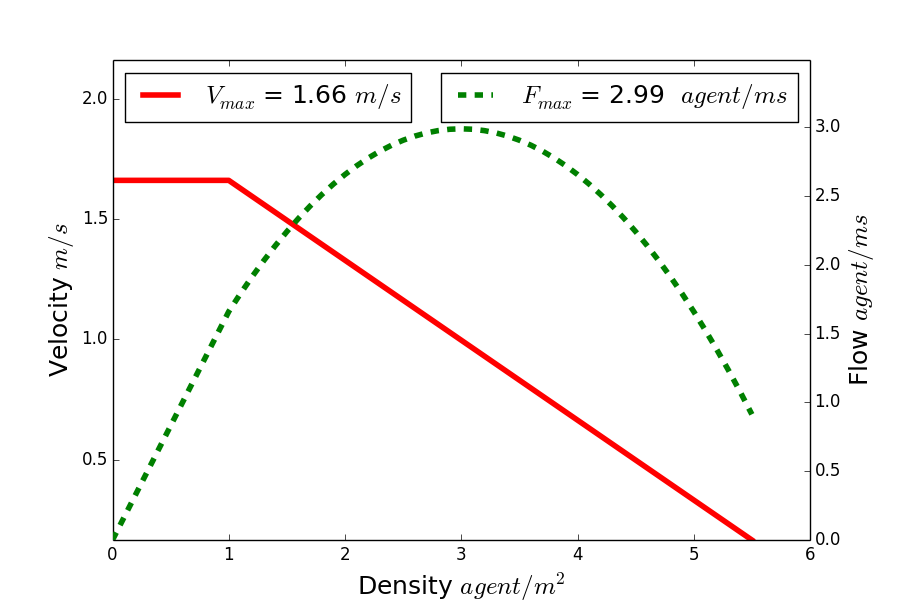 V_max = 1.66 m/s
F_max = 2.99 agent/ms
2.0
1.5
1.0
0.5
Velocity m/s
3.0
2.5
2.0
1.5
1.0
0.5
0.0
Flow agent/ms
0 1 2 3 4 5 6
Density agent/m²